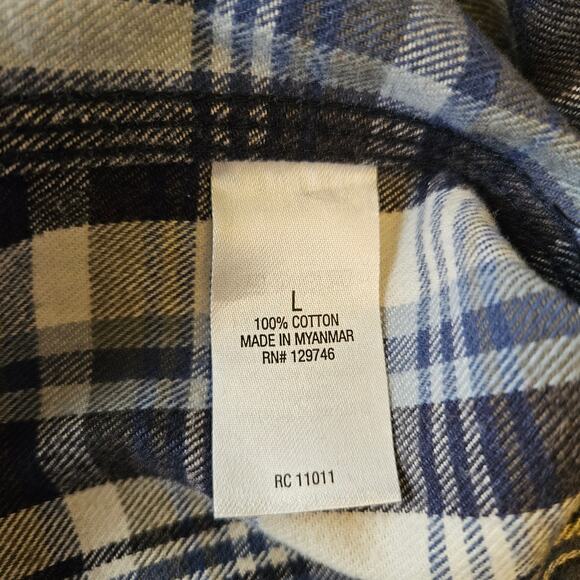 L
100% COTTON
MADE IN MYANMAR
RN# 129746
RC 11011